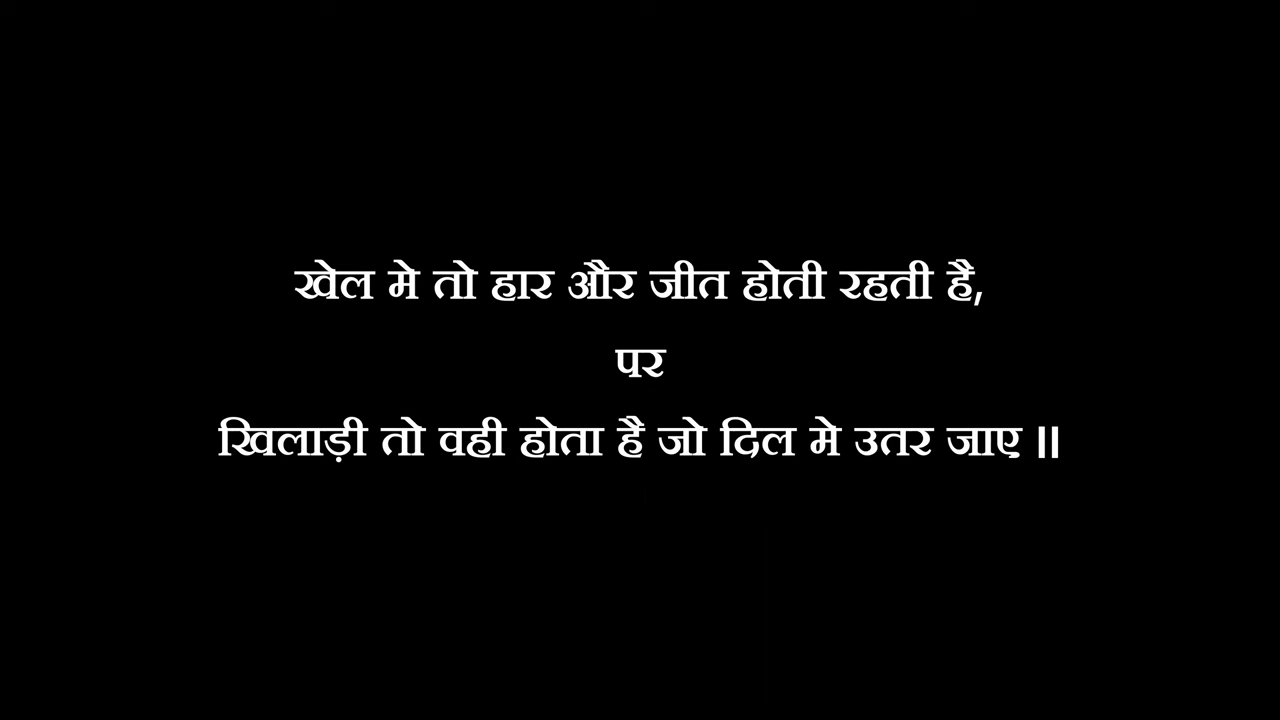 खेल मे तो हार और जीत होती रहती है,
पर
खिलाड़ी तो वही होता है जो दिल मे उतर जाए ॥